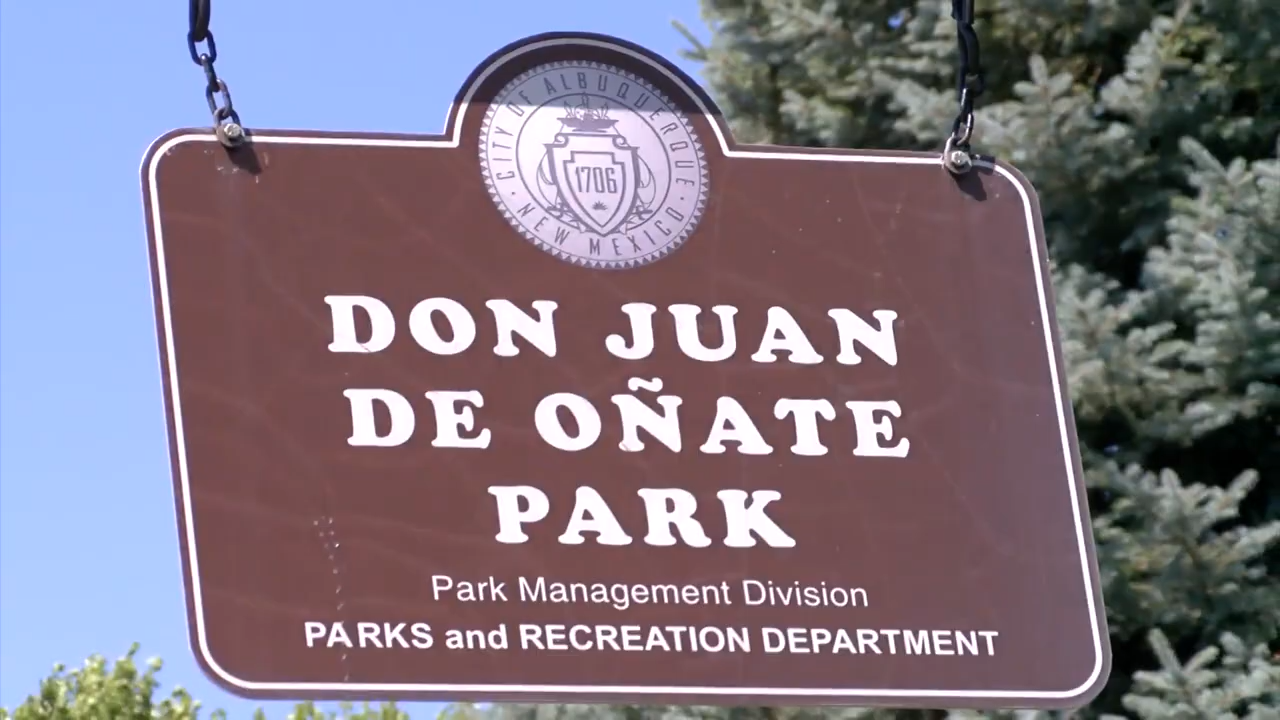 CITY OF ALBUQUERQUE
1706
· NEW MEXICO ·
DON JUAN
DE OÑATE
PARK
Park Management Division
PARKS and RECREATION DEPARTMENT